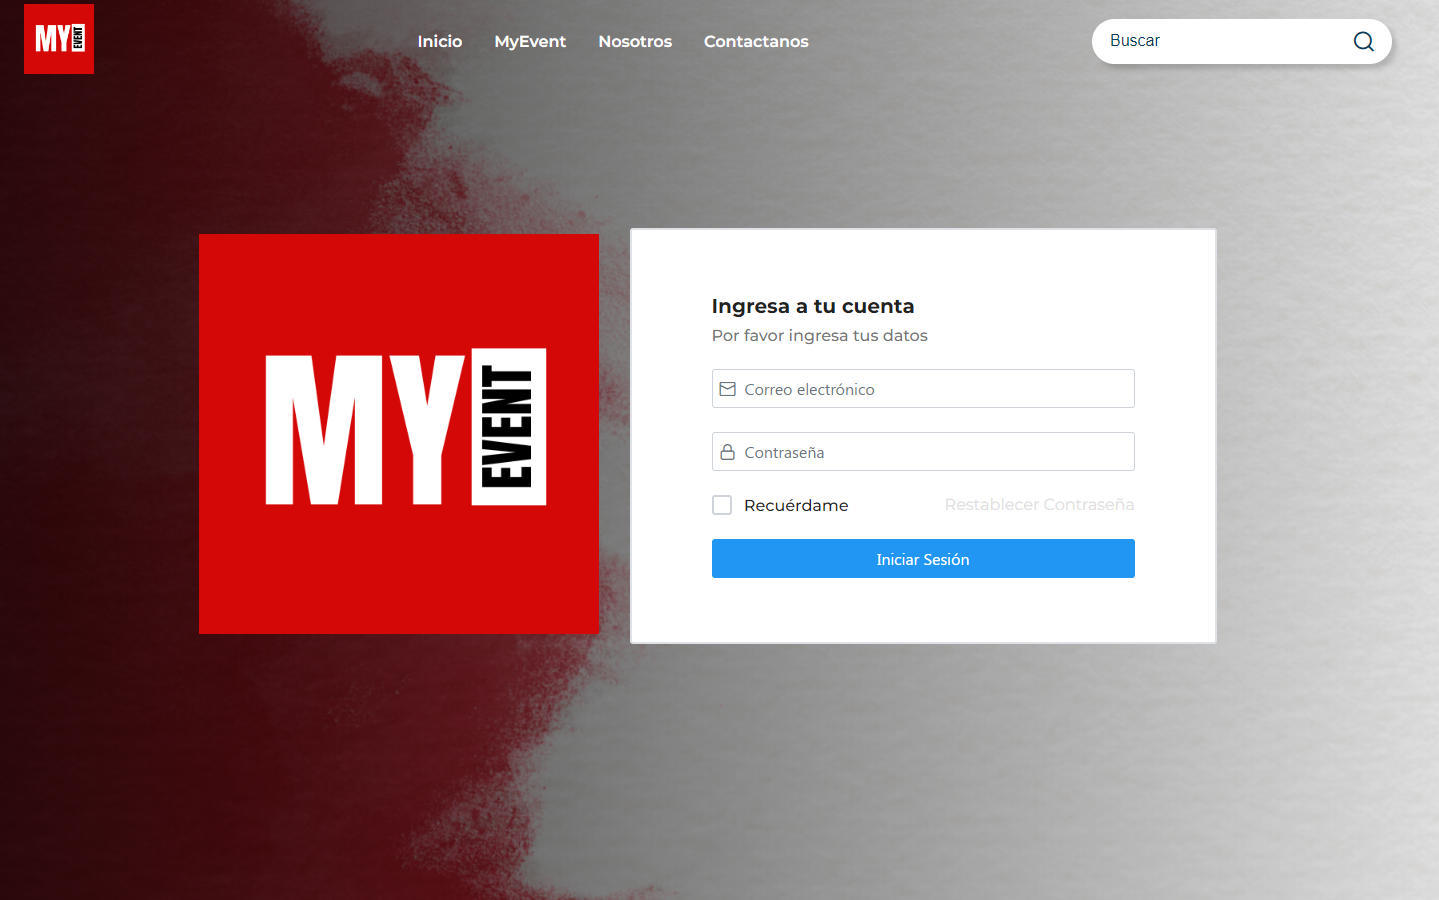 MY EVENT
Inicio MyEvent Nosotros Contactanos
Buscar
MY EVENT
Ingresa a tu cuenta
Por favor ingresa tus datos
Correo electrónico
Contraseña
Recuérdame Restablecer Contraseña
Iniciar Sesión